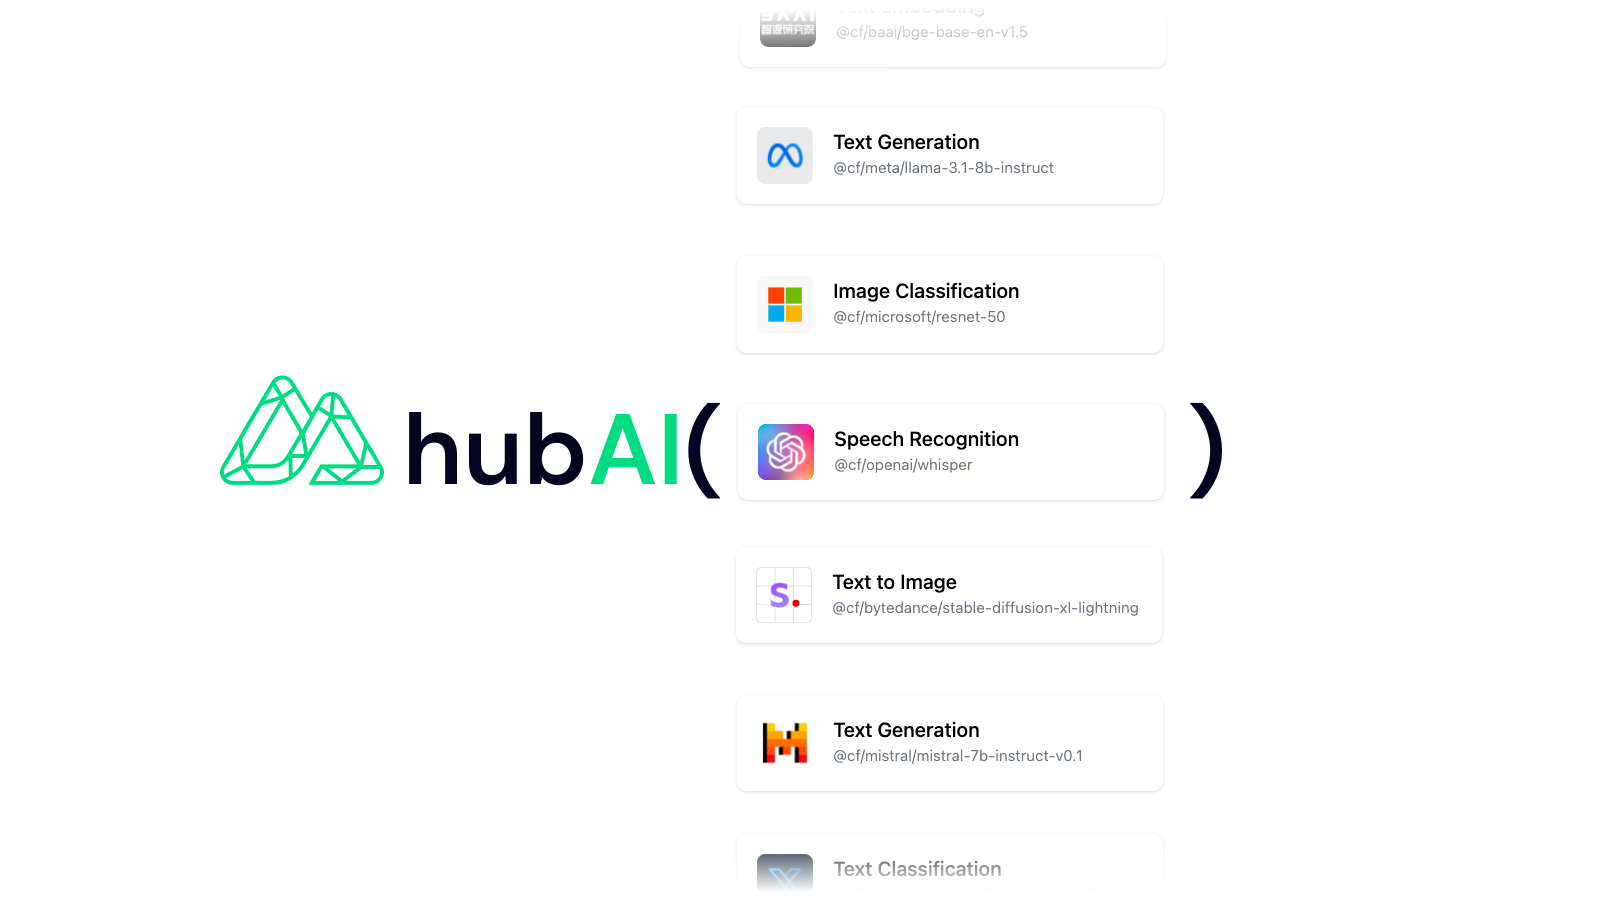 Text Embedding
@cf/baai/bge-base-en-v1.5
Text Generation
@cf/meta/llama-3.1-8b-instruct
Image Classification
@cf/microsoft/resnet-50
hubAI( )
Speech Recognition
@cf/openai/whisper
Text to Image
@cf/bytedance/stable-diffusion-xl-lightning
Text Generation
@cf/mistral/mistral-7b-instruct-v0.1
Text Classification